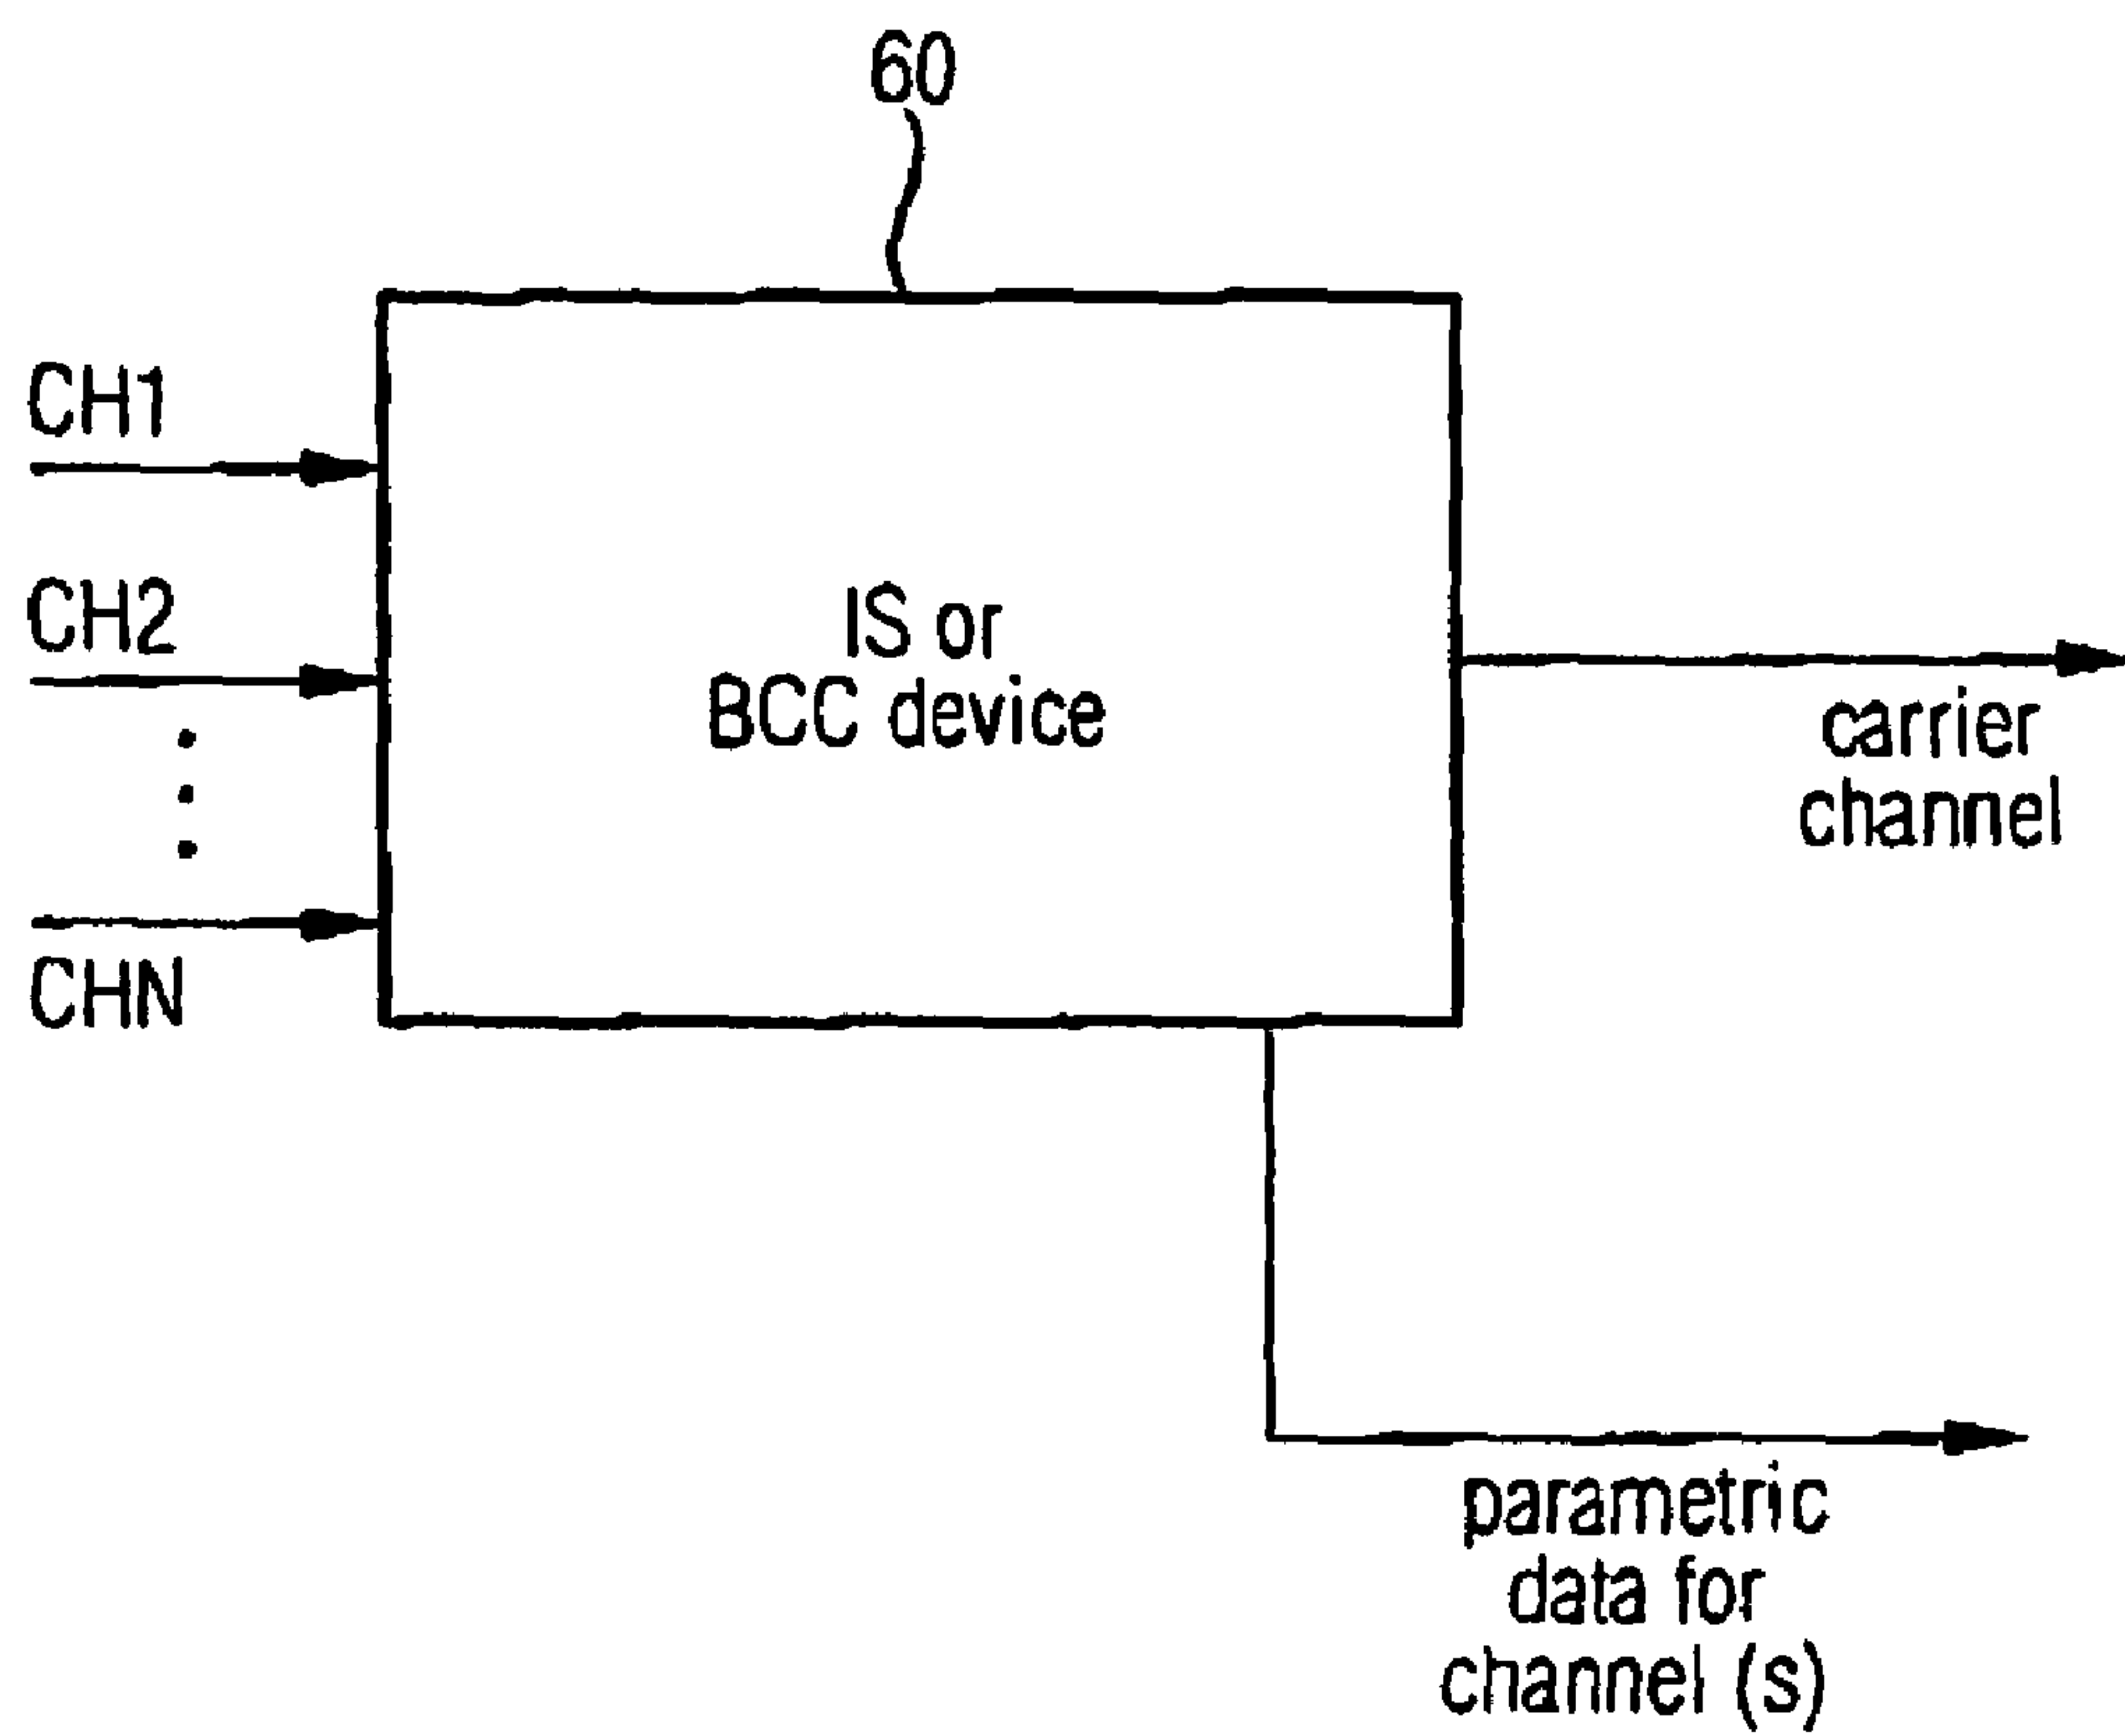 60
CH1
CH2
CHN
IS or
BCC device
carrier
channel
parametric
data for
channel (s)